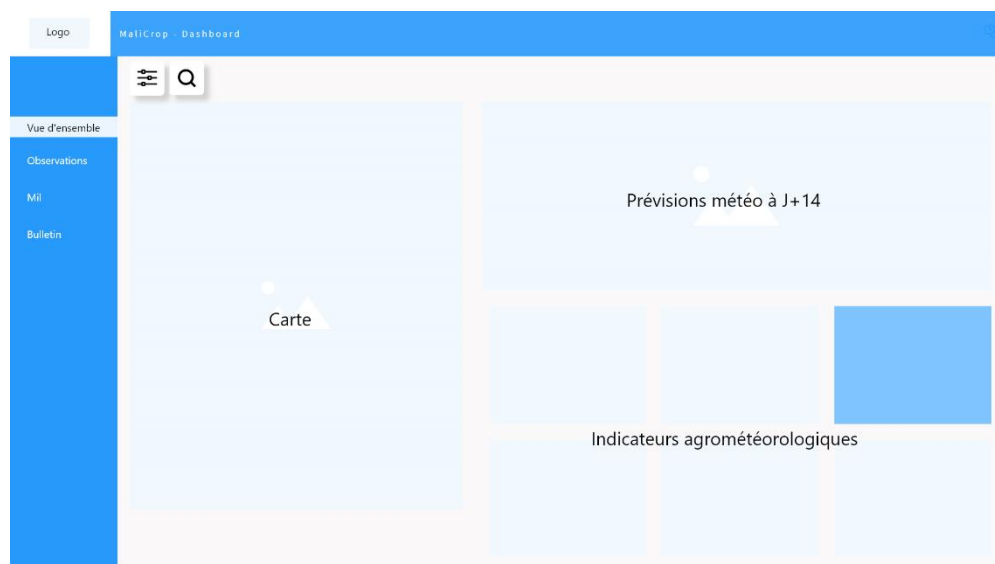 Logo
MaliCrop - Dashboard
Vue d'ensemble
Observations
Mil
Bulletin
Carte
Prévisions météo à J+14
Indicateurs agrométéorologiques